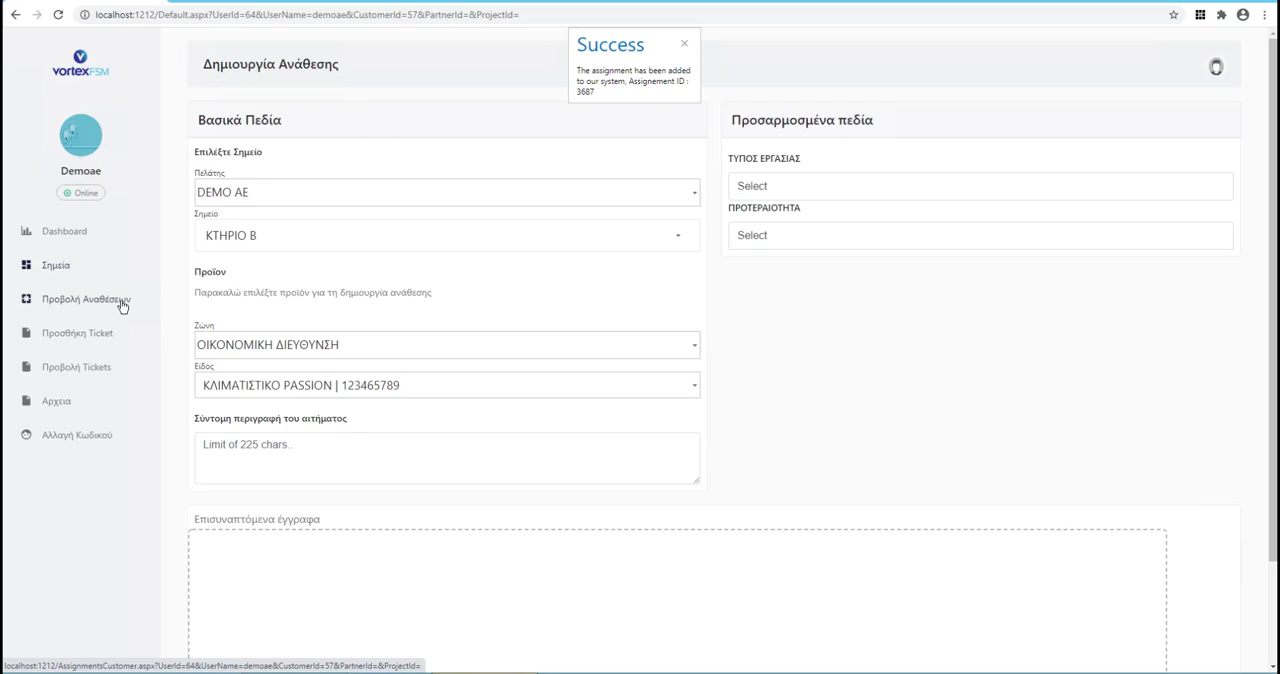 localhost:1212/Default.aspx?UserId=64&UserName=demoae&CustomerId=57&PartnerId=&ProjectId=
Success
The assignment has been added
to our system, Assignement ID :
3687
vortexFSM
Demoae
Online
Dashboard
Σημεία
Προβολή Αναθέσεων
Προσθήκη Ticket
Προβολή Tickets
Αρχεια
Αλλαγή Κωδικού
Δημιουργία Ανάθεσης
Βασικά Πεδία
Επιλέξτε Σημείο
Πελάτης
DEMO AE
Σημείο
ΚΤΗΡΙΟ Β
Προϊον
Παρακαλώ επιλέξτε προϊόν για τη δημιουργία ανάθεσης
Ζώνη
ΟΙΚΟΝΟΜΙΚΗ ΔΙΕΥΘΥΝΣΗ
Είδος
ΚΛΙΜΑΤΙΣΤΙΚΟ PASSION | 123465789
Σύντομη περιγραφή του αιτήματος
Limit of 225 chars..
Προσαρμοσμένα πεδία
ΤΥΠΟΣ ΕΡΓΑΣΙΑΣ
Select
ΠΡΟΤΕΡΑΙΟΤΗΤΑ
Select
Επισυναπτόμενα έγγραφα
localhost:1212/AssignmentsCustomer.aspx?UserId=64&UserName=demoae&CustomerId=57&PartnerId=&ProjectId=